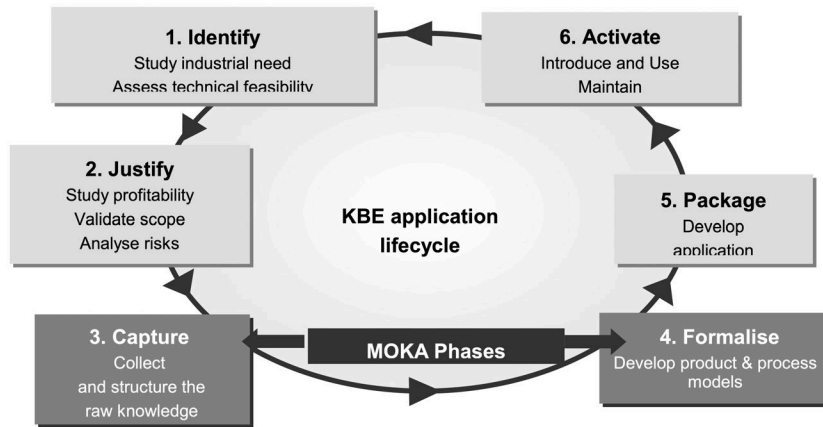 1. Identify
Study industrial need
Assess technical feasibility
6. Activate
Introduce and Use
Maintain
2. Justify
Study profitability
Validate scope
Analyse risks
KBE application
lifecycle
5. Package
Develop
application
3. Capture
Collect
and structure the
raw knowledge
MOKA Phases
4. Formalise
Develop product & process
models